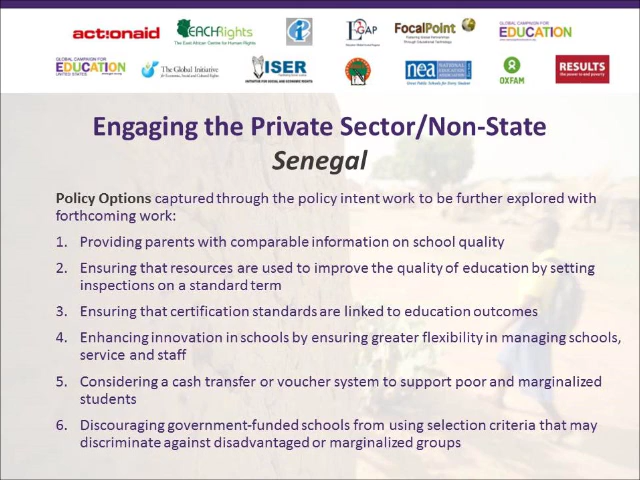 act!onaid
EACHRights
The East African Centre for Human Rights
GAP
FocalPoint
GLOBAL CAMPAIGN FOR
EDUCATION
GLOBAL CAMPAIGN FOR
EDUCATION
UNITED STATES
The Global Initiative
for Economic, Social and Cultural Rights
ISER
INITIATIVE FOR SOCIAL AND ECONOMIC RIGHTS
nea
NATIONAL
EDUCATION
ASSOCIATION
Great Public Schools for Every Student
OXFAM
RESULTS
the power to end poverty
Engaging the Private Sector/Non-State
Senegal
Policy Options captured through the policy intent work to be further explored with
forthcoming work:
1. Providing parents with comparable information on school quality
2. Ensuring that resources are used to improve the quality of education by setting
inspections on a standard term
3. Ensuring that certification standards are linked to education outcomes
4. Enhancing innovation in schools by ensuring greater flexibility in managing schools,
service and staff
5. Considering a cash transfer or voucher system to support poor and marginalized
students
6. Discouraging government-funded schools from using selection criteria that may
discriminate against disadvantaged or marginalized groups